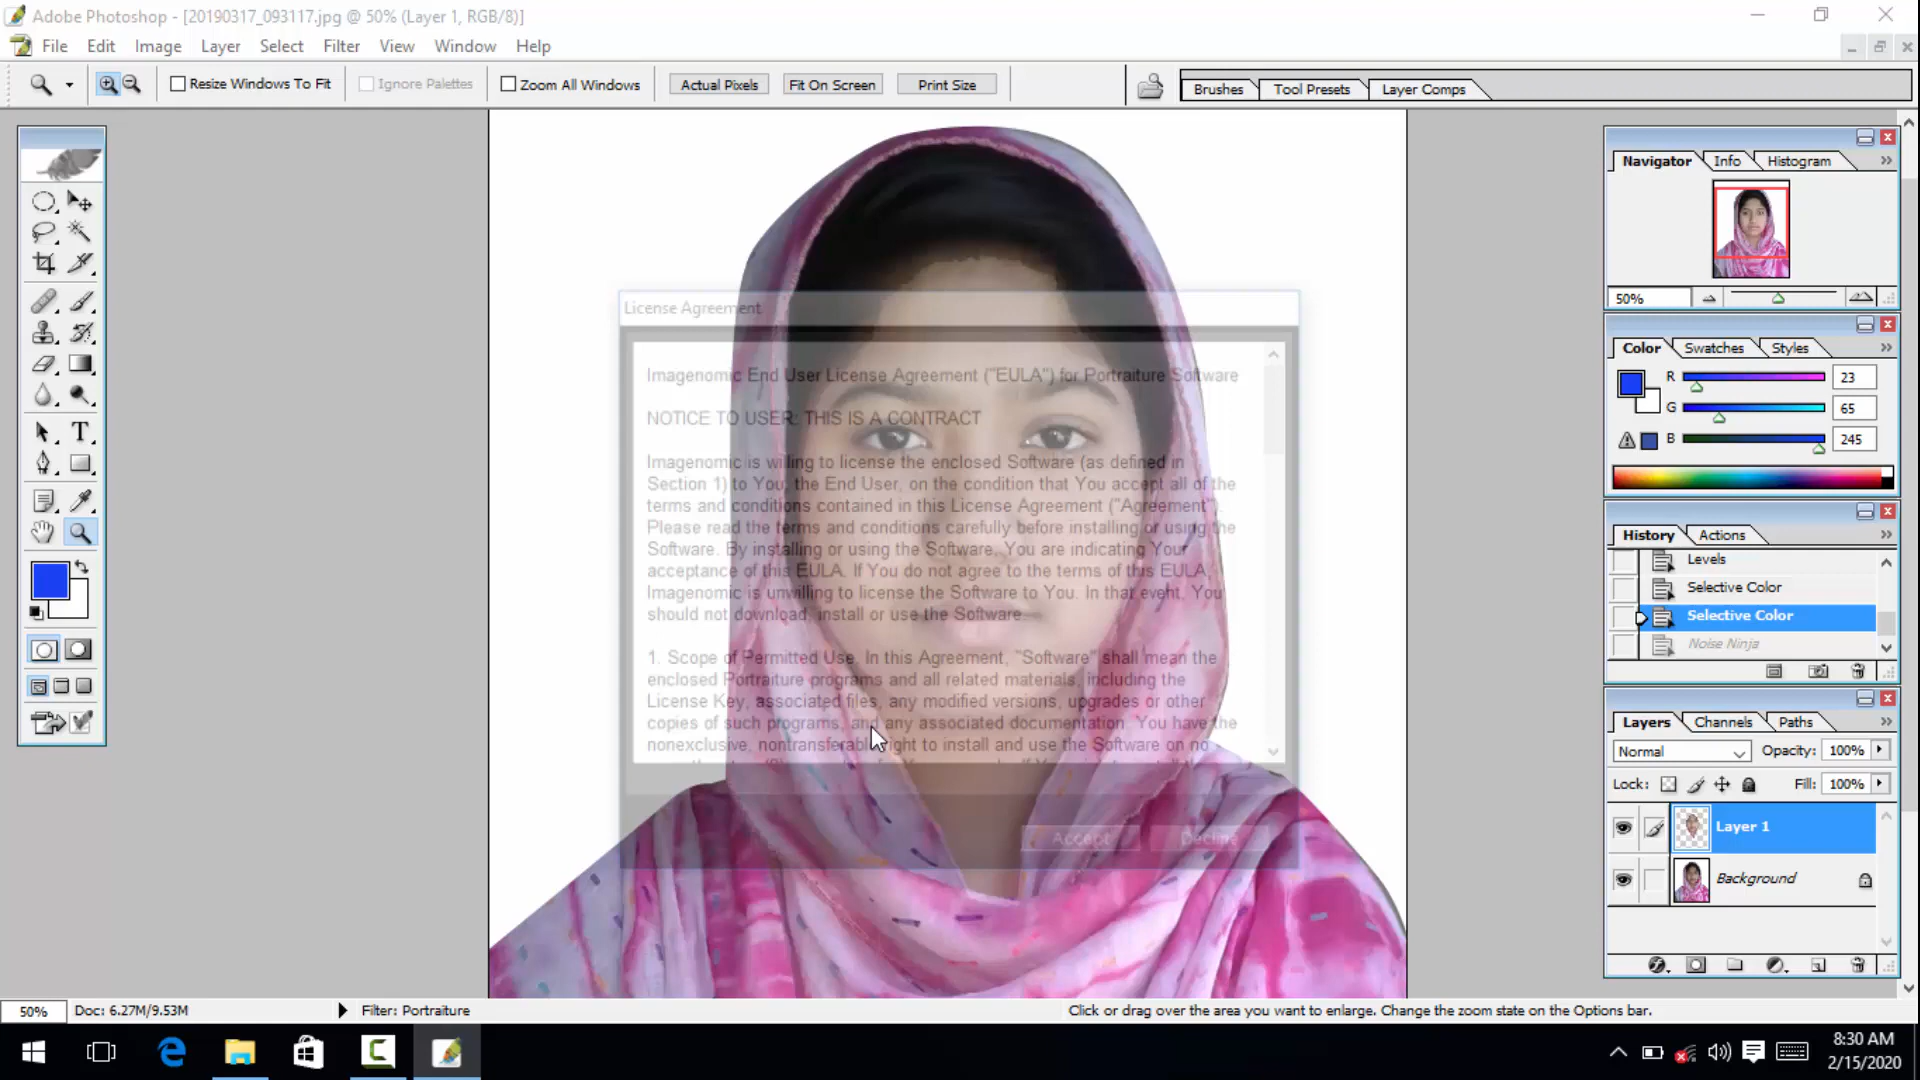 Adobe Photoshop - [20190317_093117.jpg @ 50% (Layer 1, RGB/8)]
File Edit Image Layer Select Filter View Window Help
Resize Windows To Fit Ignore Palettes Zoom All Windows Actual Pixels Fit On Screen Print Size Brushes Tool Presets Layer Comps
Navigator Info Histogram
50%
License Agreement
Imagenomic End User License Agreement ("EULA") for Portraiture Software
NOTICE TO USER: THIS IS A CONTRACT
Imagenomic is willing to license the enclosed Software (as defined in
Section 1) to You, the End User, on the condition that You accept all of the
terms and conditions contained in this License Agreement ("Agreement").
Please read the terms and conditions carefully before installing or using the
Software. By installing or using the Software, You are indicating Your
acceptance of this EULA. If You do not agree to the terms of this EULA,
Imagenomic is unwilling to license the Software to You. In that event, You
should not download, install or use the Software.
1. Scope of Permitted Use. In this Agreement, "Software" shall mean the
enclosed Portraiture programs and all related materials, including the
License Key, associated files, any modified versions, upgrades or other
copies of such programs, and any associated documentation. You have the
nonexclusive, nontransferable right to install and use the Software on no
Accept Decline
Color Swatches Styles
R 23
G 65
B 245
History Actions
Levels
Selective Color
Selective Color
Noise Ninja
Layers Channels Paths
Normal Opacity: 100%
Lock: Fill: 100%
Layer 1
Background
50% Doc: 6.27M/9.53M Filter: Portraiture Click or drag over the area you want to enlarge. Change the zoom state on the Options bar.
8:30 AM
2/15/2020